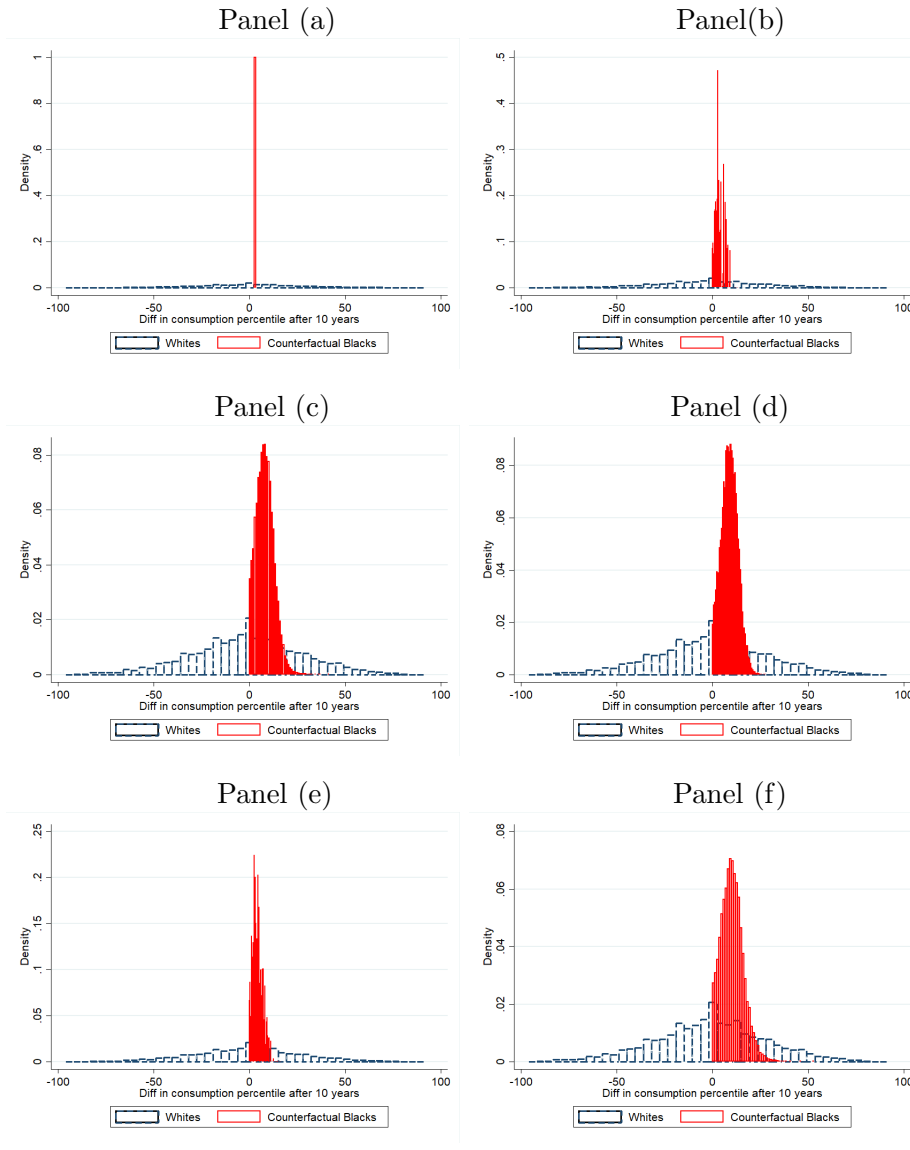 Panel (a)
Density
1
.8
.6
.4
.2
0
-100 -50 0 50 100
Diff in consumption percentile after 10 years
Whites Counterfactual Blacks
Panel(b)
Density
.5
.4
.3
.2
.1
0
-100 -50 0 50 100
Diff in consumption percentile after 10 years
Whites Counterfactual Blacks
Panel (c)
Density
.08
.06
.04
.02
0
-100 -50 0 50 100
Diff in consumption percentile after 10 years
Whites Counterfactual Blacks
Panel (d)
Density
.08
.06
.04
.02
0
-100 -50 0 50 100
Diff in consumption percentile after 10 years
Whites Counterfactual Blacks
Panel (e)
Density
.25
.2
.15
.1
.05
0
-100 -50 0 50 100
Diff in consumption percentile after 10 years
Whites Counterfactual Blacks
Panel (f)
Density
.08
.06
.04
.02
0
-100 -50 0 50 100
Diff in consumption percentile after 10 years
Whites Counterfactual Blacks